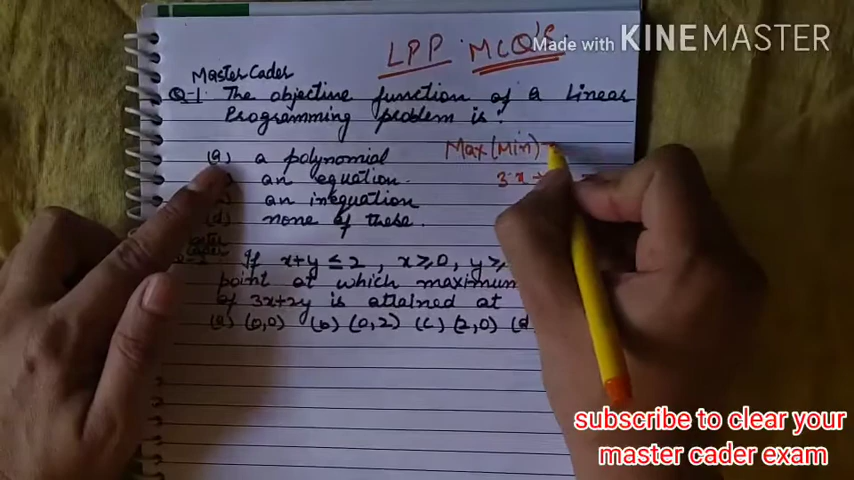 LPP MCQ's
Made with KINEMASTER
Master Cader
Q-1 The objective function of a Linear
Programming problem is:
(a) a polynomial
Max (Min)
an equation.
3x+
an inequation
(d) none of these.
If x+y ≤ 2, x≥0, y≥
point at which maximum
of 3x+2y is attained at
(a) (0,0) (b) (0,2) (c) (2,0) (d
subscribe to clear your
master cader exam